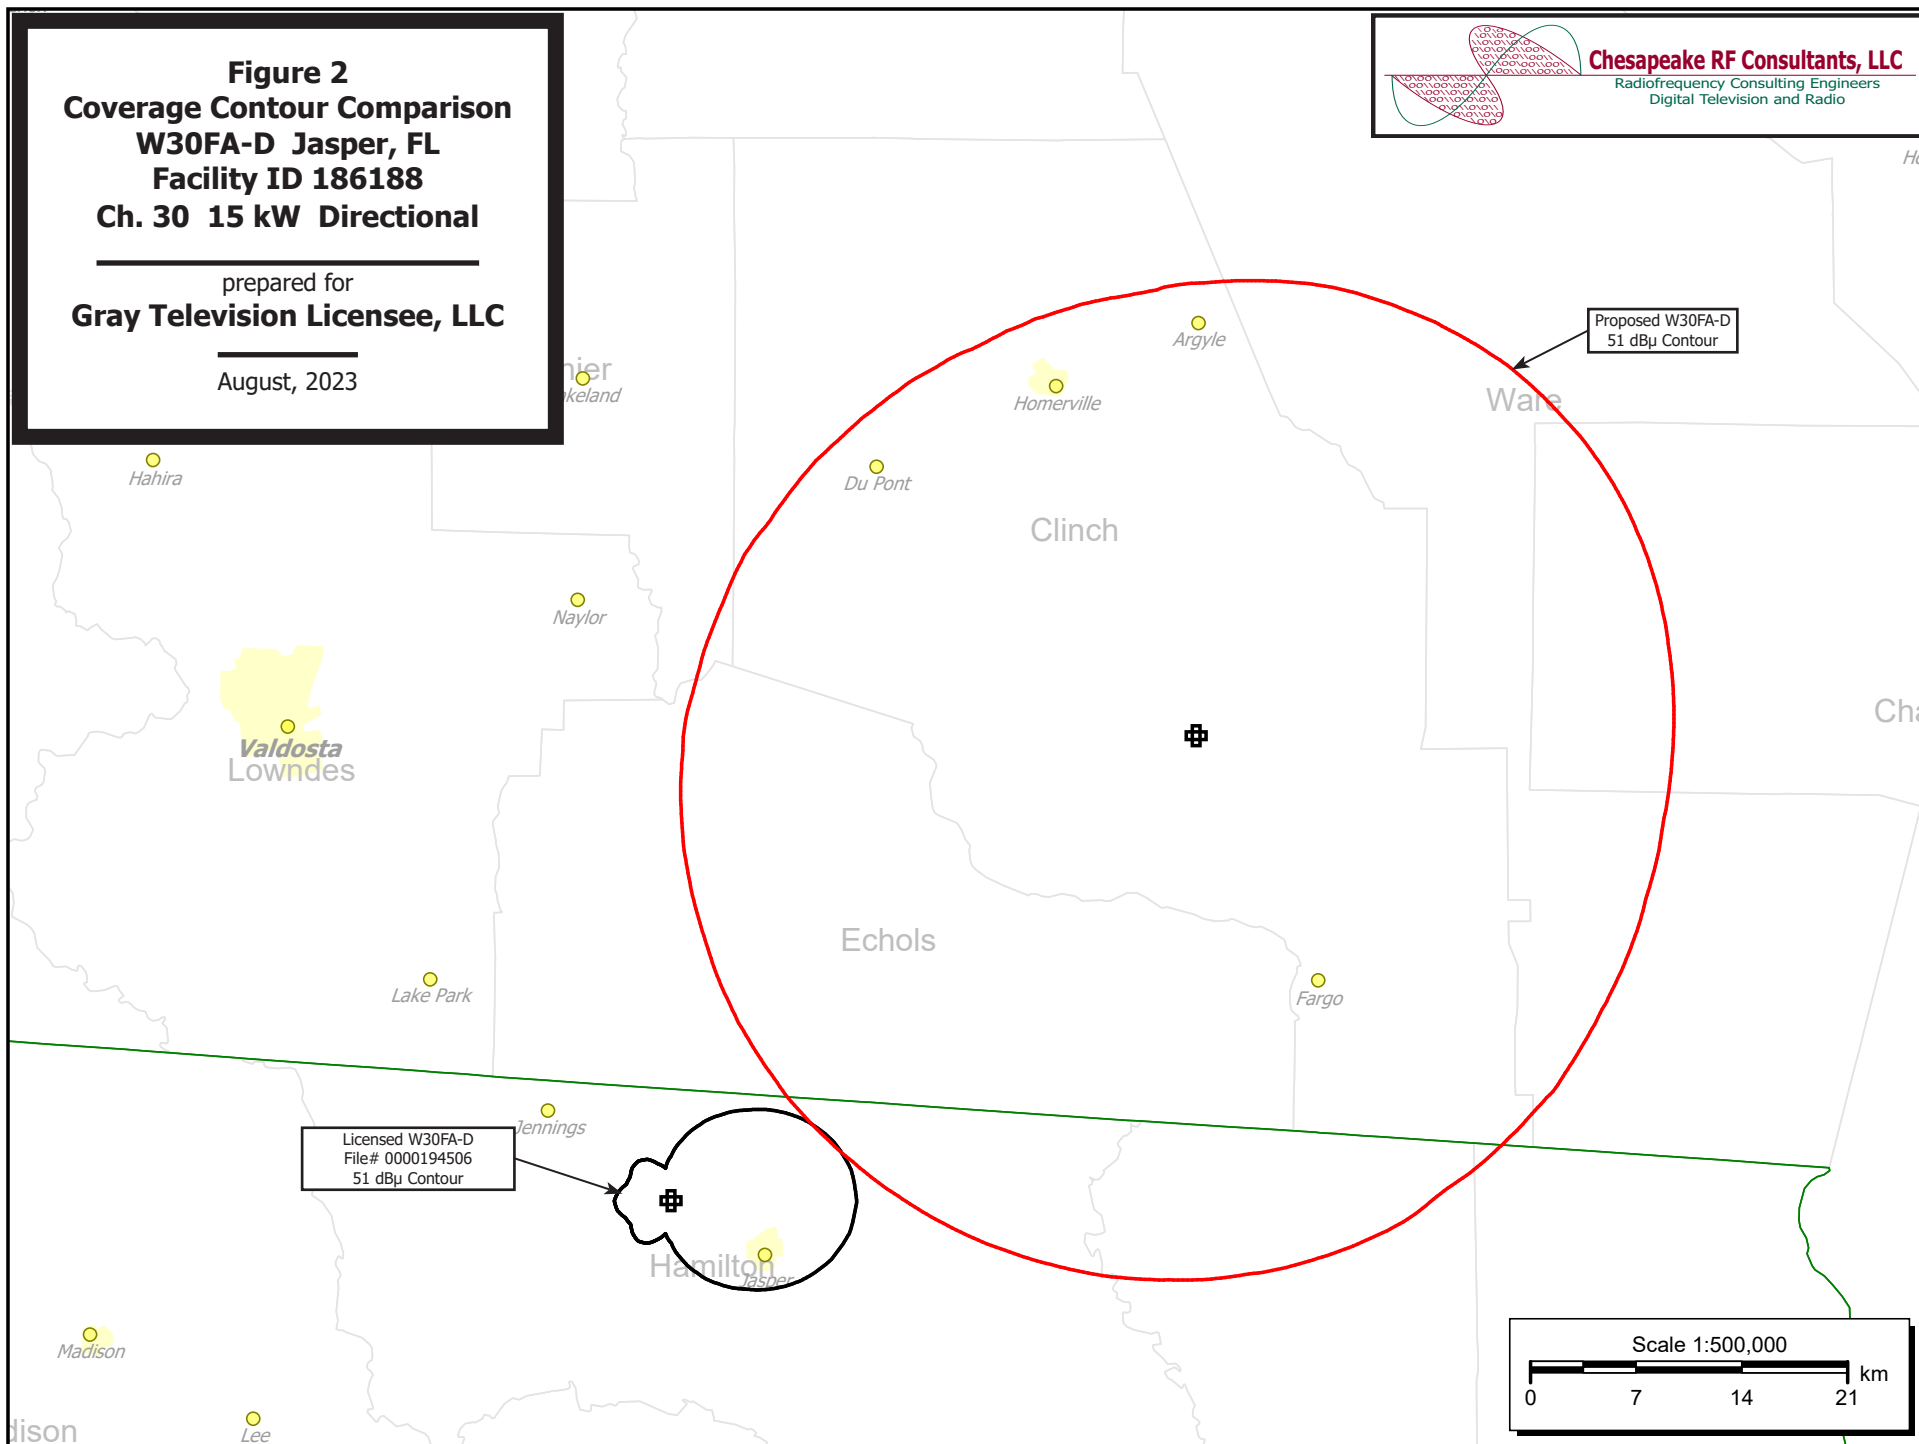 Figure 2
Coverage Contour Comparison
W30FA-D Jasper, FL
Facility ID 186188
Ch. 30 15 kW Directional
prepared for
Gray Television Licensee, LLC
August, 2023
Chesapeake RF Consultants, LLC
Radiofrequency Consulting Engineers
Digital Television and Radio
Proposed W30FA-D
51 dBµ Contour
Argyle
Homerville
Ware
Hahira
Du Pont
Clinch
Naylor
Valdosta
Lowndes
Echols
Lake Park
Fargo
Jennings
Licensed W30FA-D
File# 0000194506
51 dBµ Contour
Hamilton
Jasper
Madison
Lee
Scale 1:500,000
km
0 7 14 21